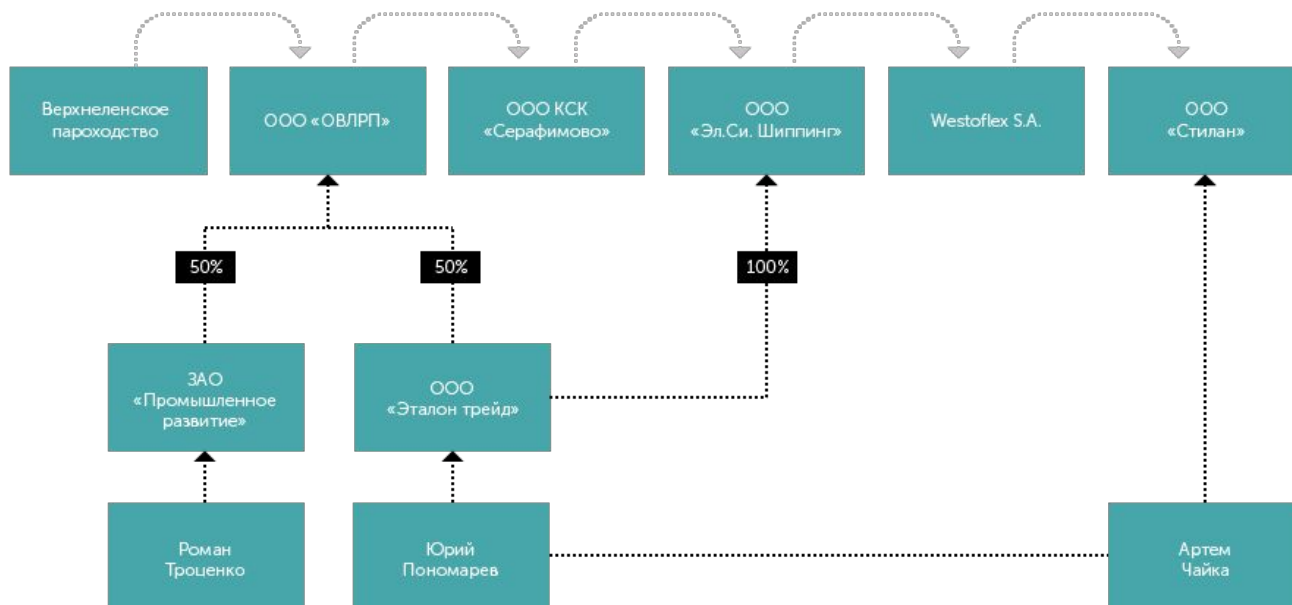 Верхнеленское
пароходство
ООО «ОВЛРП»
ООО КСК
«Серафимово»
ООО
«Эл.Си. Шиппинг»
Westoflex S.A.
ООО
«Стилан»
50%
50%
100%
ЗАО
«Промышленное
развитие»
ООО
«Эталон трейд»
Роман
Троценко
Юрий
Пономарев
Артем
Чайка